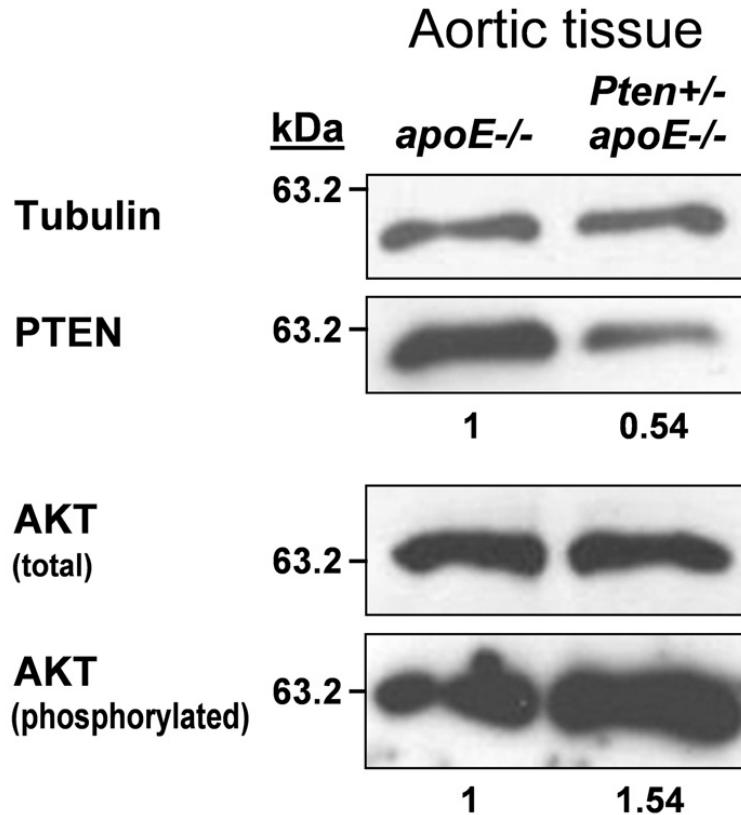 Aortic tissue
kDa apoE-/- Pten+/- apoE-/-
Tubulin 63.2
PTEN 63.2
1 0.54
AKT
(total) 63.2
AKT
(phosphorylated) 63.2
1 1.54